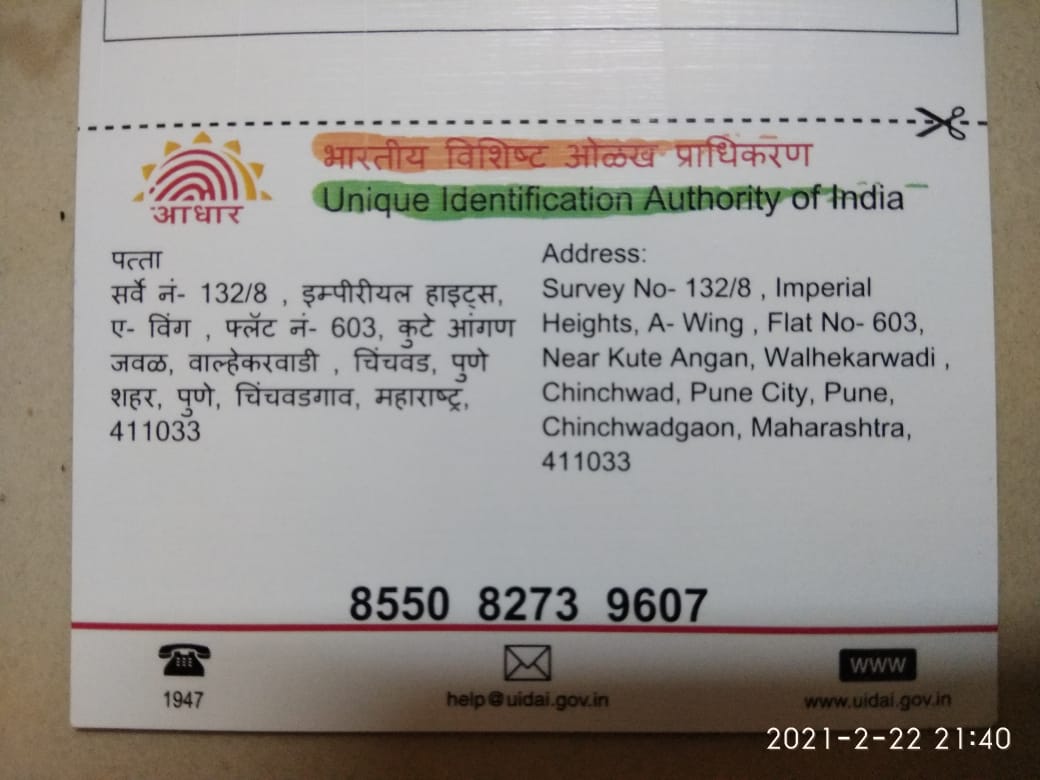 भारतीय विशिष्ट ओळख प्राधिकरण
Unique Identification Authority of India
आधार
पत्ता
सर्वे नं- 132/8 , इम्पीरीयल हाइट्स,
ए- विंग , फ्लॅट नं- 603, कुटे आंगण
जवळ, वाल्हेकरवाडी , चिंचवड, पुणे
शहर, पुणे, चिंचवडगाव, महाराष्ट्र,
411033
Address:
Survey No- 132/8 , Imperial
Heights, A- Wing , Flat No- 603,
Near Kute Angan, Walhekarwadi ,
Chinchwad, Pune City, Pune,
Chinchwadgaon, Maharashtra,
411033
8550 8273 9607
1947
help@uidai.gov.in
WWW
www.uidai.gov.in
2021-2-22 21:40